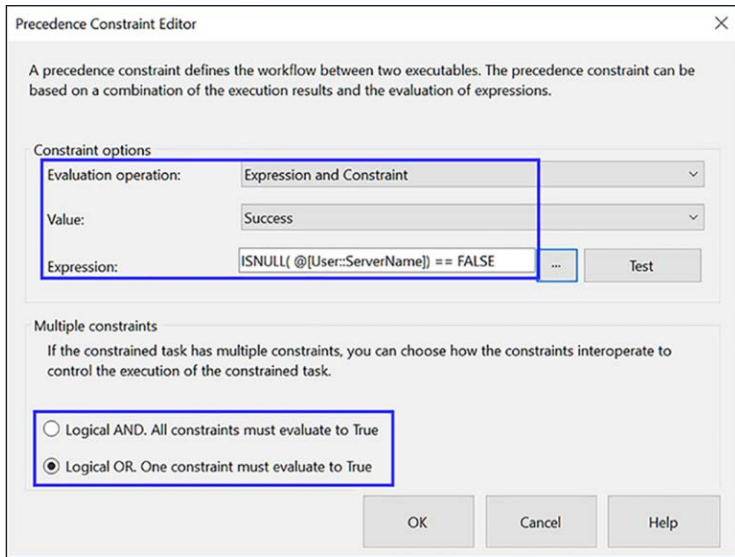 Precedence Constraint Editor
A precedence constraint defines the workflow between two executables. The precedence constraint can be
based on a combination of the execution results and the evaluation of expressions.
Constraint options
Evaluation operation: Expression and Constraint
Value: Success
Expression: ISNULL( @[User::ServerName]) == FALSE ... Test
Multiple constraints
If the constrained task has multiple constraints, you can choose how the constraints interoperate to
control the execution of the constrained task.
Logical AND. All constraints must evaluate to True
Logical OR. One constraint must evaluate to True
OK Cancel Help